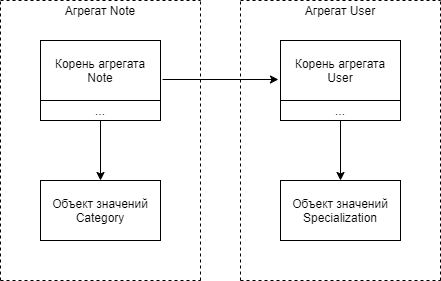 Агрегат Note
Агрегат User
Корень агрегата
Note
...
Корень агрегата
User
...
Объект значений
Category
Объект значений
Specialization